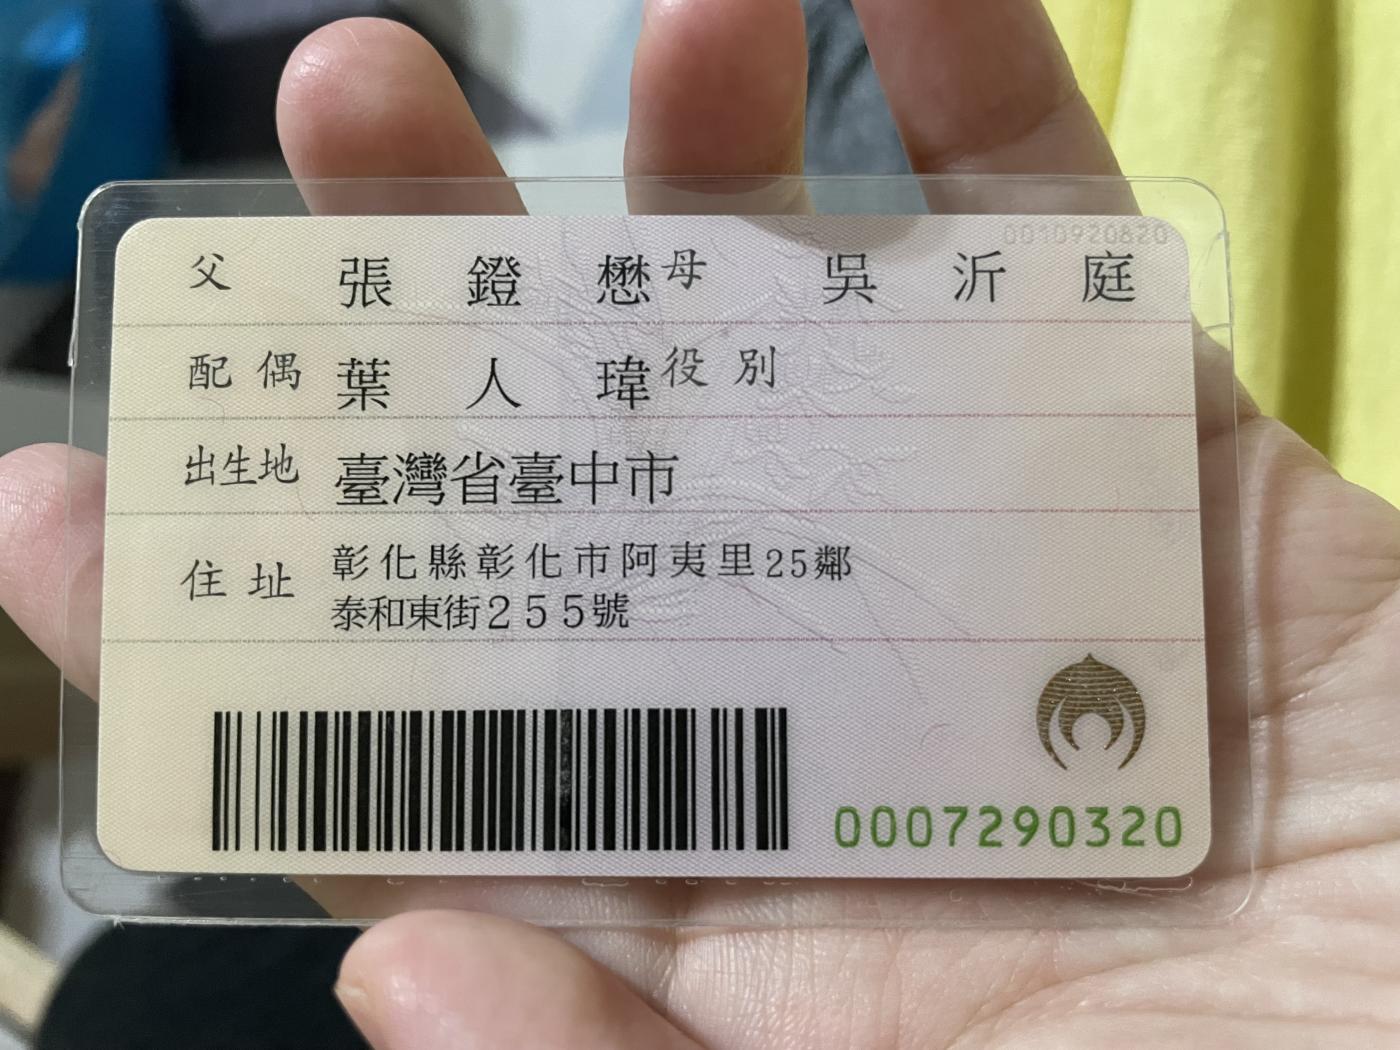 0010920820
父 張鐙懋 母 吳沂庭
配偶 葉人瑋 役別
出生地 臺灣省臺中市
住址 彰化縣彰化市阿夷里25鄰
泰和東街255號
0007290320